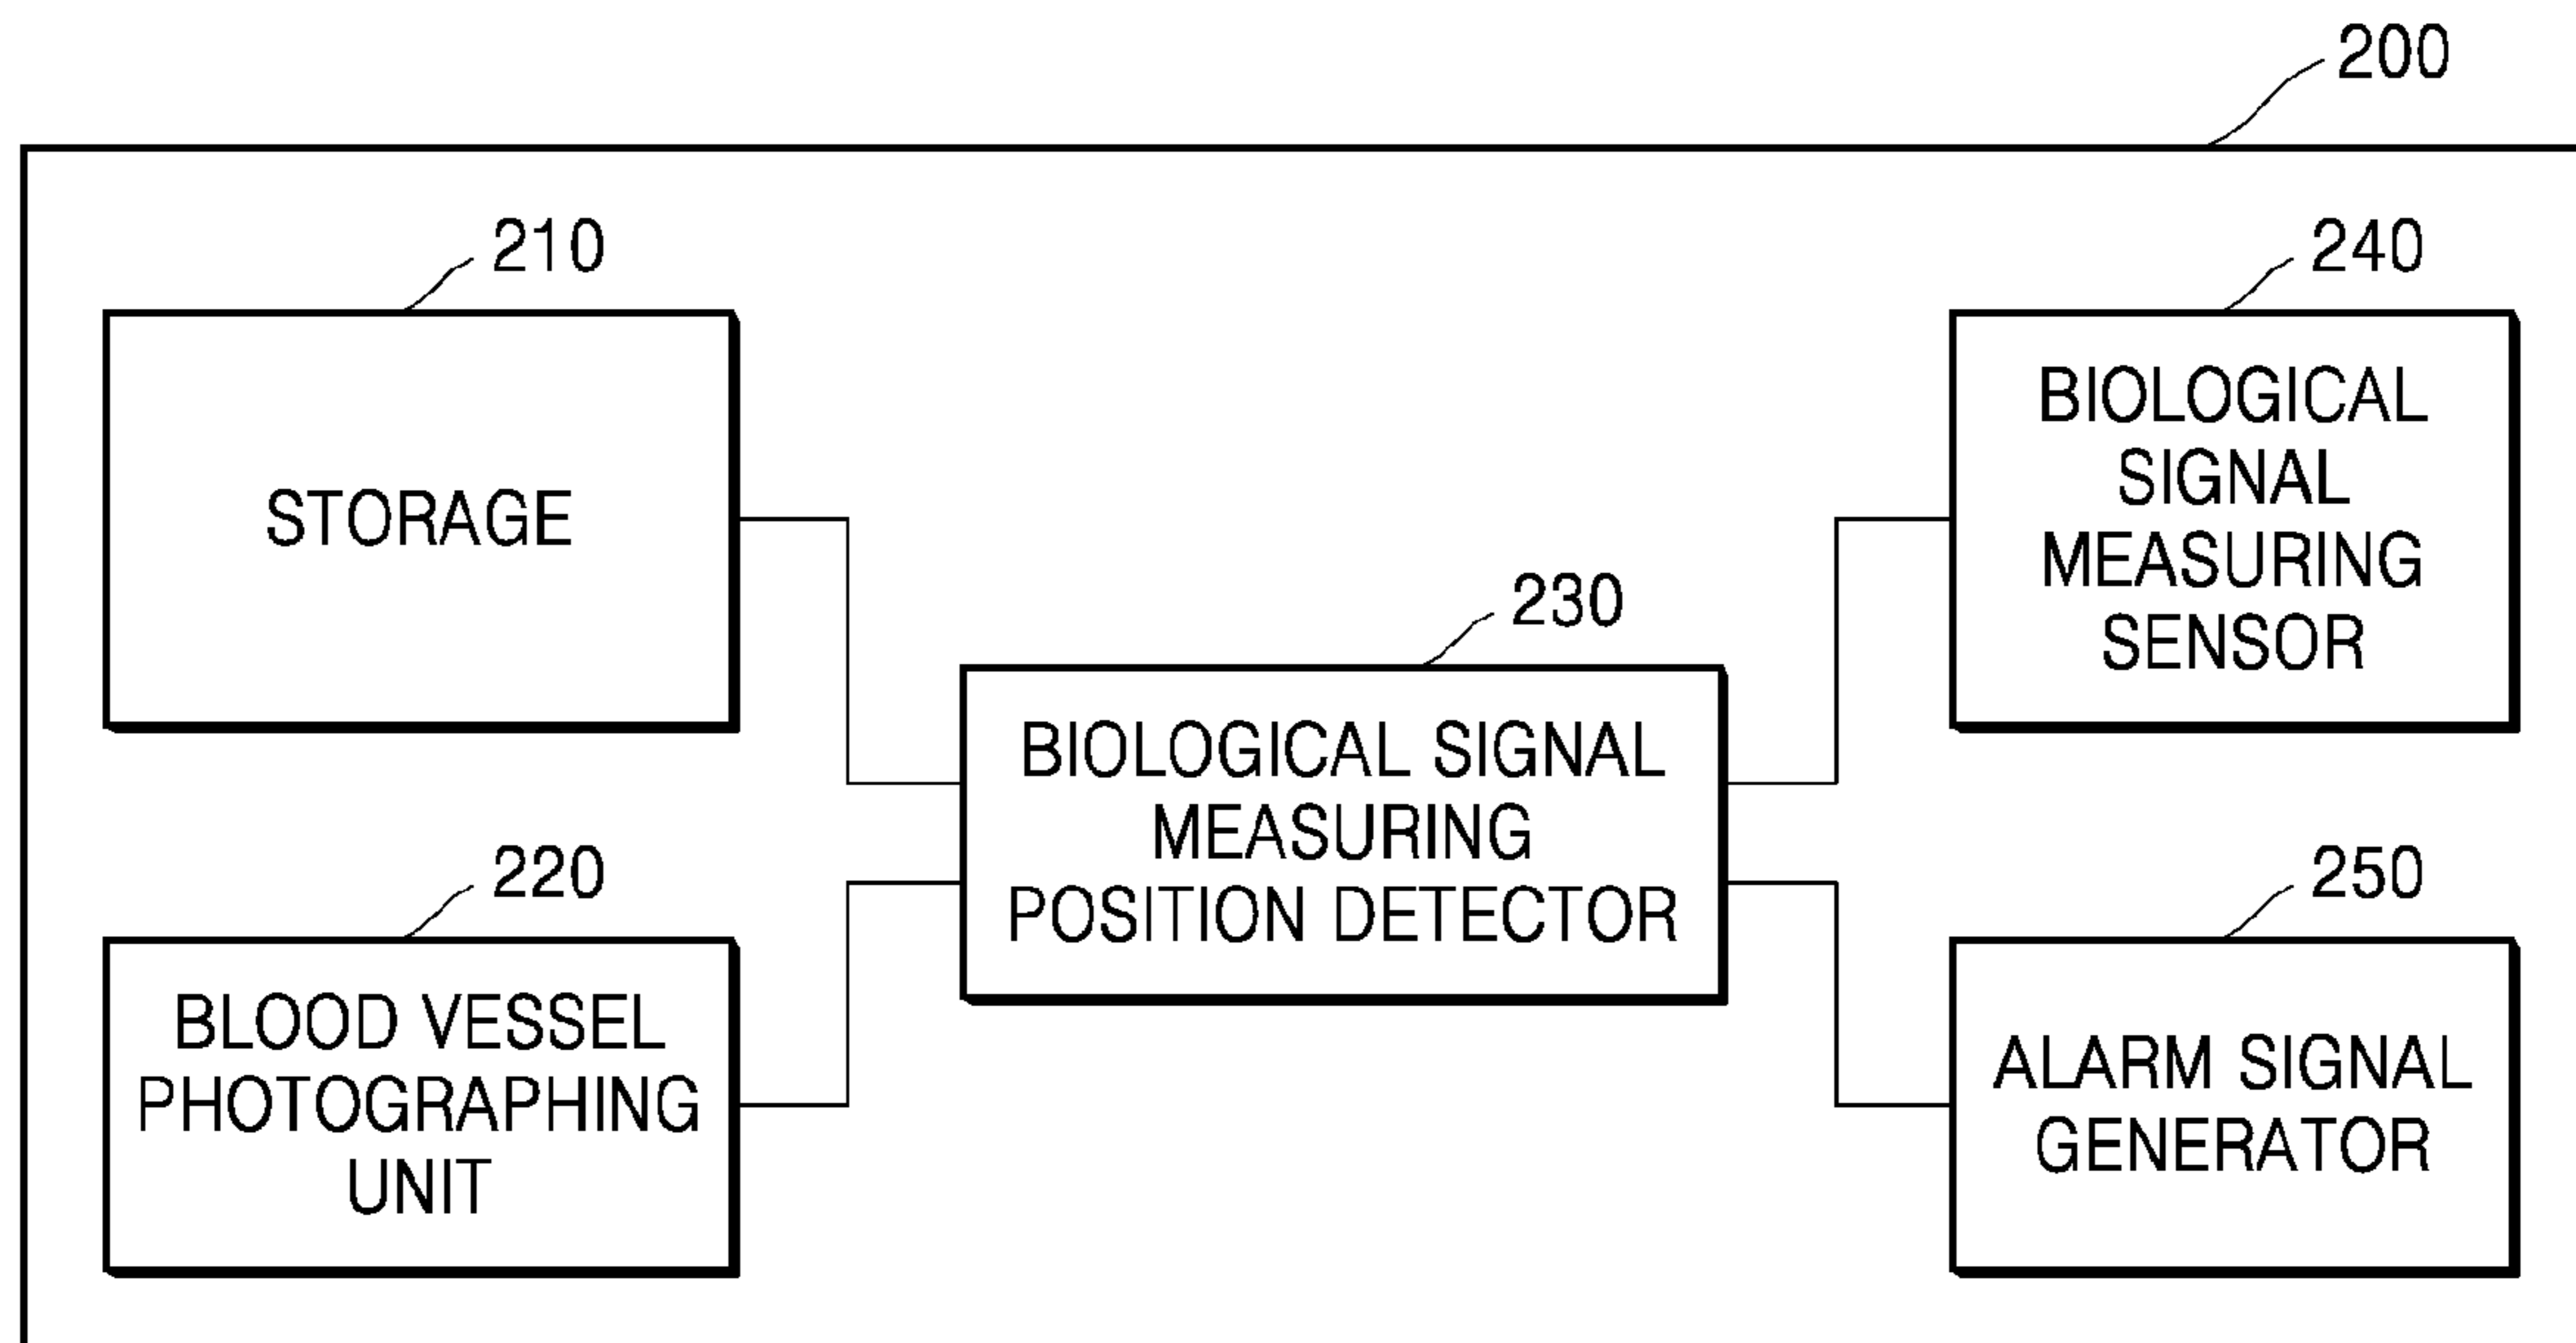 200
210
STORAGE
220
BLOOD VESSEL
PHOTOGRAPHING
UNIT
230
BIOLOGICAL SIGNAL
MEASURING
POSITION DETECTOR
240
BIOLOGICAL
SIGNAL
MEASURING
SENSOR
250
ALARM SIGNAL
GENERATOR